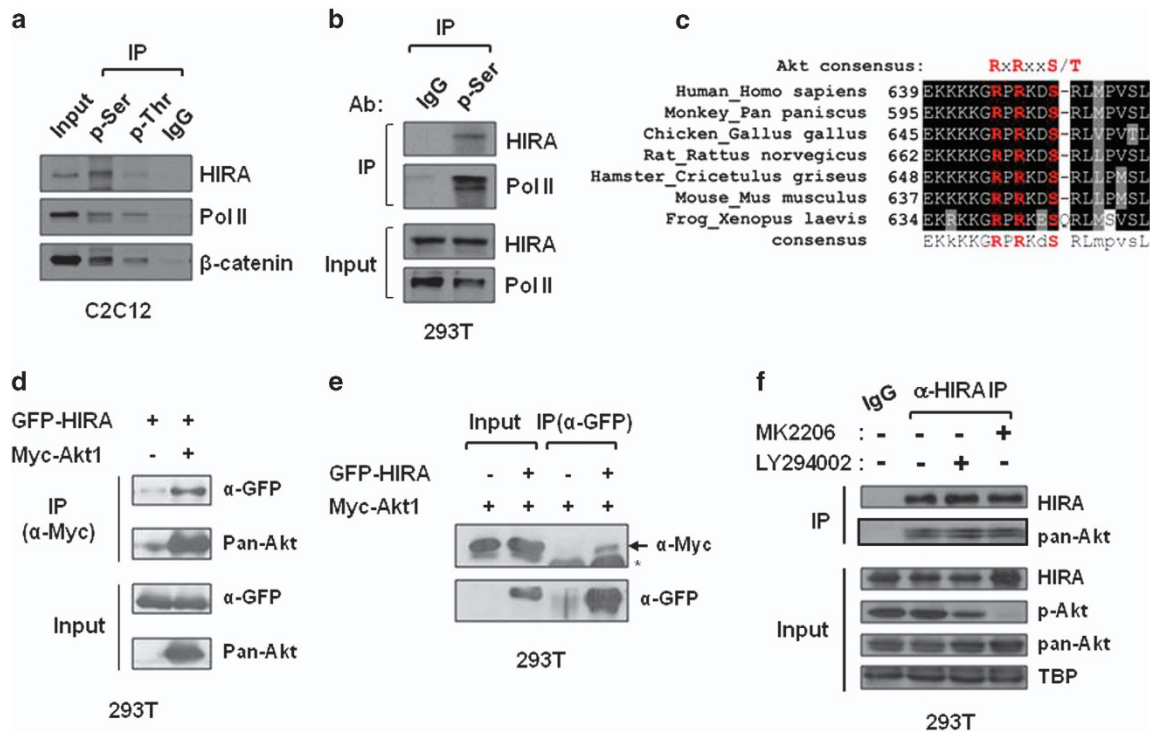 a
IP
Input p-Ser p-Thr IgG
HIRA
Pol II
β-catenin
C2C12
b
IP
Ab: IgG p-Ser
IP
HIRA
Pol II
Input
HIRA
Pol II
293T
c
Akt consensus: RxRxxS/T
Human_Homo sapiens 639 EKKKKGRPRKDS-RLMPVSL
Monkey_Pan paniscus 595 EKKKKGRPRKDS-RLMPVSL
Chicken_Gallus gallus 645 EKKKKGRPRKDS-RLVPVTL
Rat_Rattus norvegicus 662 EKKKKGRPRKDS-RLLPVSL
Hamster_Cricetulus griseus 648 EKKKKGRPRKDS-RLLPMSL
Mouse_Mus musculus 637 EKKKKGRPRKDS-RLLPMSL
Frog_Xenopus laevis 634 EKRKKGRPRKESQRLMSVSL
consensus EKkKKGRPRKdS RLmpvsL
d
GFP-HIRA + +
Myc-Akt1 - +
IP
(α-Myc)
α-GFP
Pan-Akt
Input
α-GFP
Pan-Akt
293T
e
Input IP(α-GFP)
GFP-HIRA - + - +
Myc-Akt1 + + + +
α-Myc
*
α-GFP
293T
f
IgG α-HIRA IP
MK2206 : - - - +
LY294002 : - - + -
IP
HIRA
pan-Akt
Input
HIRA
p-Akt
pan-Akt
TBP
293T